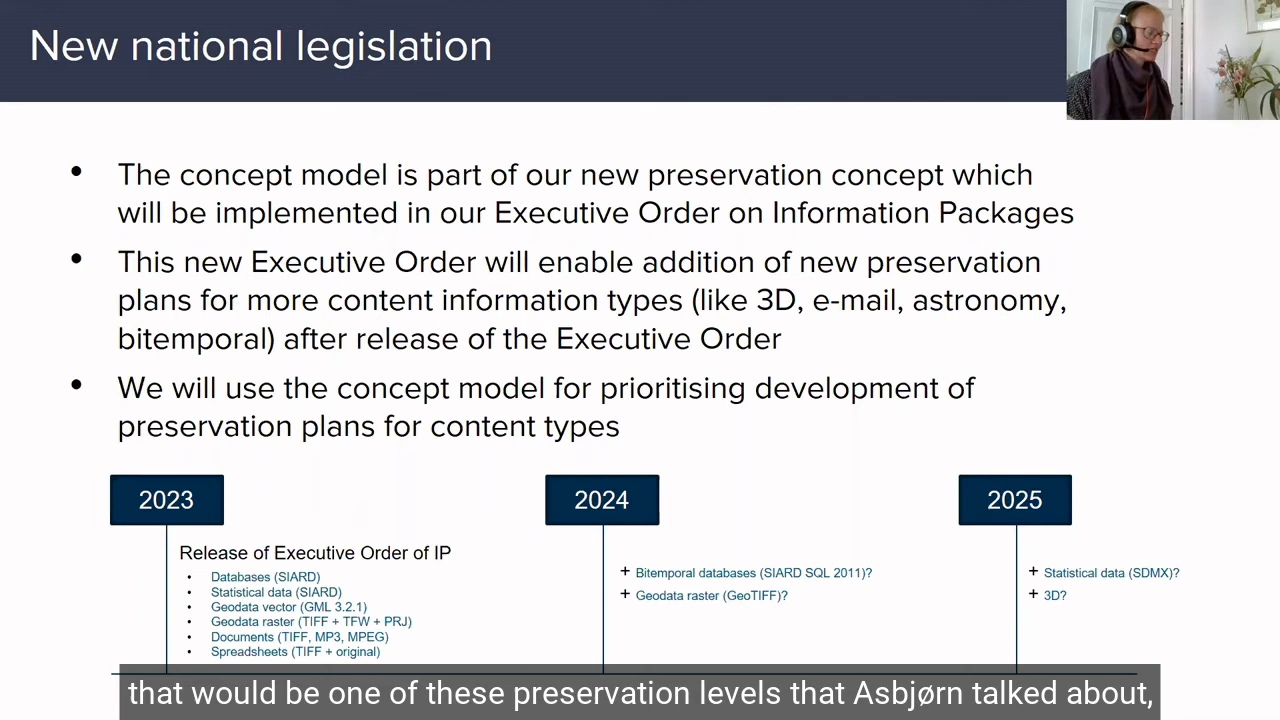 New national legislation
• The concept model is part of our new preservation concept which
will be implemented in our Executive Order on Information Packages
• This new Executive Order will enable addition of new preservation
plans for more content information types (like 3D, e-mail, astronomy,
bitemporal) after release of the Executive Order
• We will use the concept model for prioritising development of
preservation plans for content types
2023
Release of Executive Order of IP
• Databases (SIARD)
• Statistical data (SIARD)
• Geodata vector (GML 3.2.1)
• Geodata raster (TIFF + TFW + PRJ)
• Documents (TIFF, MP3, MPEG)
• Spreadsheets (TIFF + original)
2024
+ Bitemporal databases (SIARD SQL 2011)?
+ Geodata raster (GeoTIFF)?
2025
+ Statistical data (SDMX)?
+ 3D?
that would be one of these preservation levels that Asbjørn talked about,